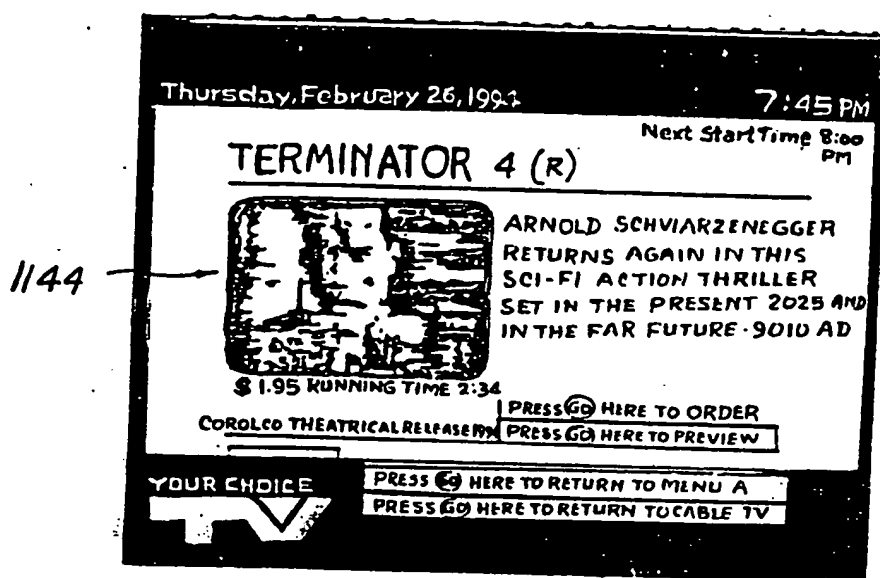 Thursday, February 26, 199
7:45 PM
Next Start Time 8:00
PM
TERMINATOR 4 (R)
1144
ARNOLD SCHVIARZENEGGER
RETURNS AGAIN IN THIS
SCI-FI ACTION THRILLER
SET IN THE PRESENT 2025 AND
IN THE FAR FUTURE·9010 AD
$ 1.95 RUNNING TIME 2:34
COROLCO THEATRICAL RELEASE
PRESS GO HERE TO ORDER
PRESS GO HERE TO PREVIEW
YOUR CHOICE
TV
PRESS GO HERE TO RETURN TO MENU A
PRESS GO HERE TO RETURN TO CABLE TV